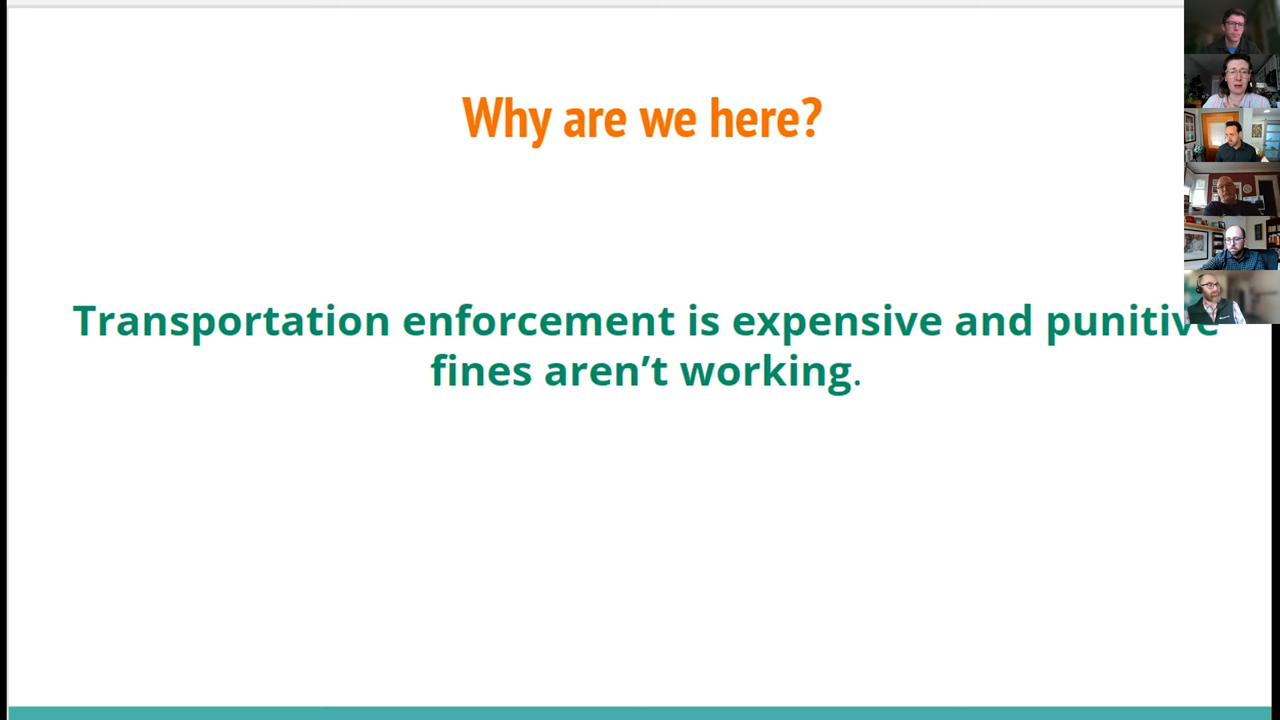 Why are we here?
Transportation enforcement is expensive and punitive
fines aren’t working.